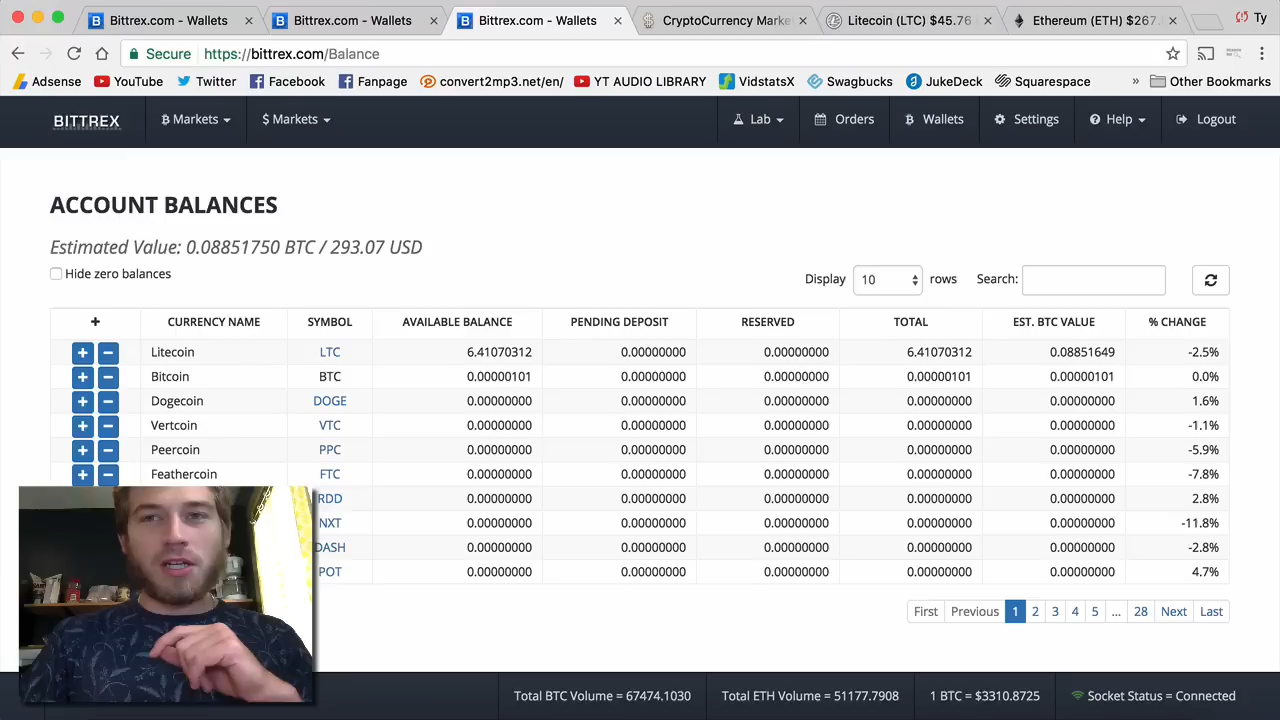 Bittrex.com - Wallets
Bittrex.com - Wallets
Bittrex.com - Wallets
CryptoCurrency Marke
Litecoin (LTC) $45.79
Ethereum (ETH) $267.
Ty
Secure https://bittrex.com/Balance
Adsense YouTube Twitter Facebook Fanpage convert2mp3.net/en/ YT AUDIO LIBRARY VidstatsX Swagbucks JukeDeck Squarespace » Other Bookmarks
BITTREX Markets $ Markets Lab Orders Wallets Settings Help Logout
ACCOUNT BALANCES
Estimated Value: 0.08851750 BTC / 293.07 USD
Hide zero balances
Display 10 rows Search:
+ CURRENCY NAME SYMBOL AVAILABLE BALANCE PENDING DEPOSIT RESERVED TOTAL EST. BTC VALUE % CHANGE
Litecoin LTC 6.41070312 0.00000000 0.00000000 6.41070312 0.08851649 -2.5%
Bitcoin BTC 0.00000101 0.00000000 0.00000000 0.00000101 0.00000101 0.0%
Dogecoin DOGE 0.00000000 0.00000000 0.00000000 0.00000000 0.00000000 1.6%
Vertcoin VTC 0.00000000 0.00000000 0.00000000 0.00000000 0.00000000 -1.1%
Peercoin PPC 0.00000000 0.00000000 0.00000000 0.00000000 0.00000000 -5.9%
Feathercoin FTC 0.00000000 0.00000000 0.00000000 0.00000000 0.00000000 -7.8%
RDD 0.00000000 0.00000000 0.00000000 0.00000000 0.00000000 2.8%
NXT 0.00000000 0.00000000 0.00000000 0.00000000 0.00000000 -11.8%
DASH 0.00000000 0.00000000 0.00000000 0.00000000 0.00000000 -2.8%
POT 0.00000000 0.00000000 0.00000000 0.00000000 0.00000000 4.7%
First Previous 1 2 3 4 5 ... 28 Next Last
Total BTC Volume = 67474.1030 Total ETH Volume = 51177.7908 1 BTC = $3310.8725 Socket Status = Connected